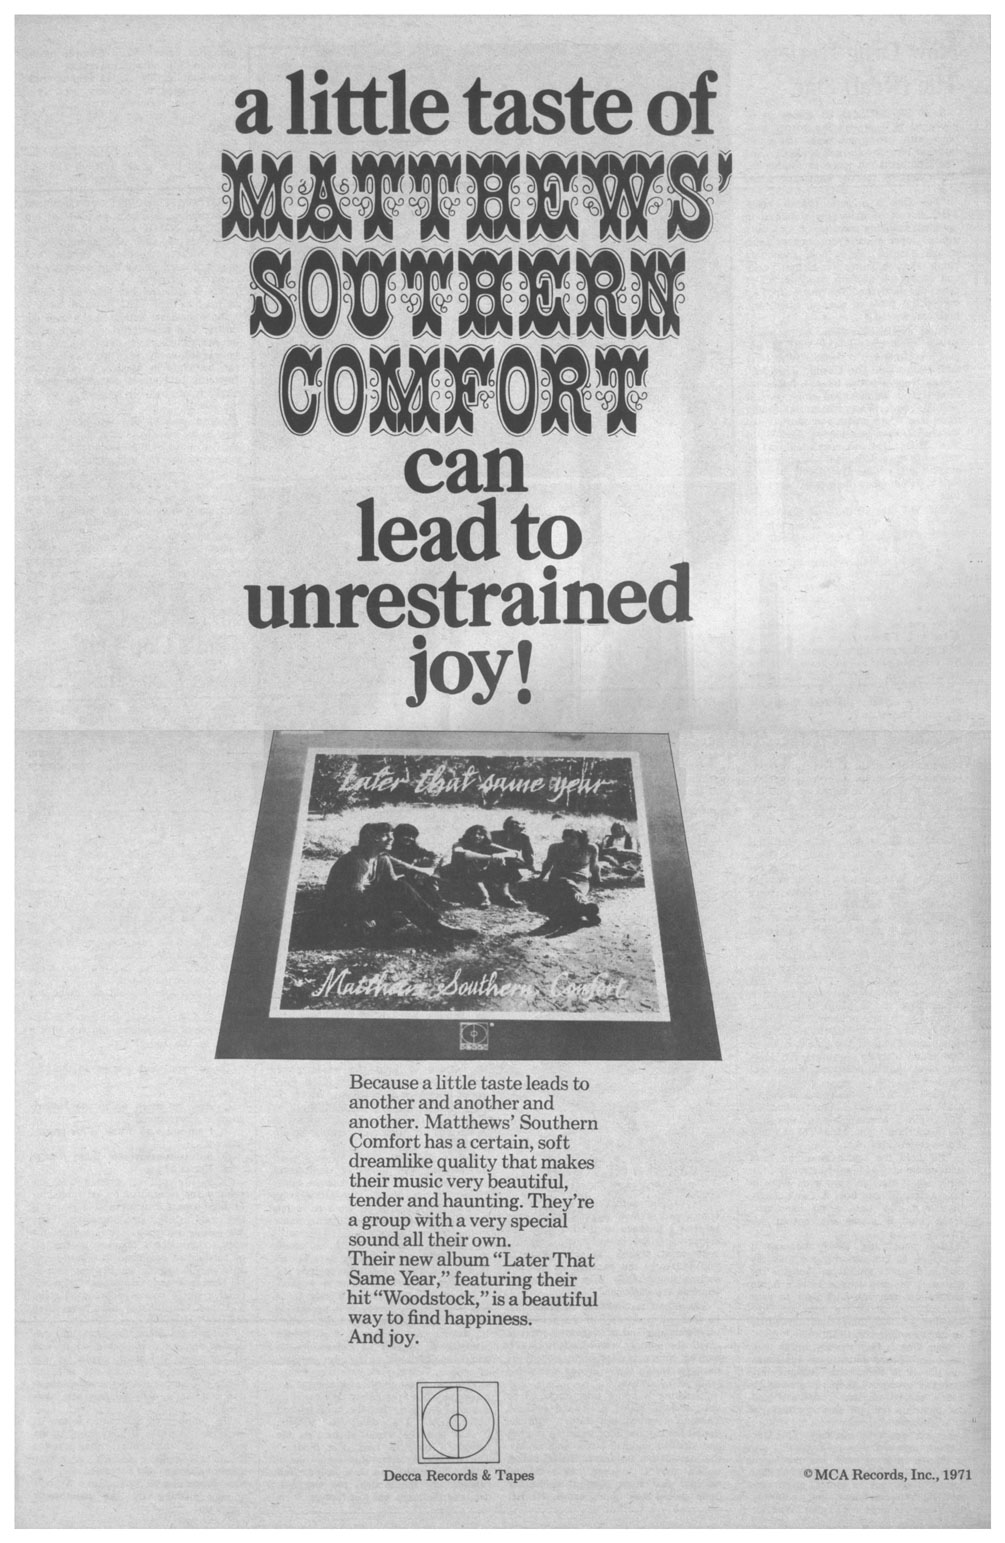 a little taste of
MATTHEWS'
SOUTHERN
COMFORT
can
lead to
unrestrained
joy!
Later that same year
Matthews Southern Comfort
Because a little taste leads to
another and another and
another. Matthews' Southern
Comfort has a certain, soft
dreamlike quality that makes
their music very beautiful,
tender and haunting. They're
a group with a very special
sound all their own.
Their new album "Later That
Same Year," featuring their
hit "Woodstock," is a beautiful
way to find happiness.
And joy.
Decca Records & Tapes
©MCA Records, Inc., 1971